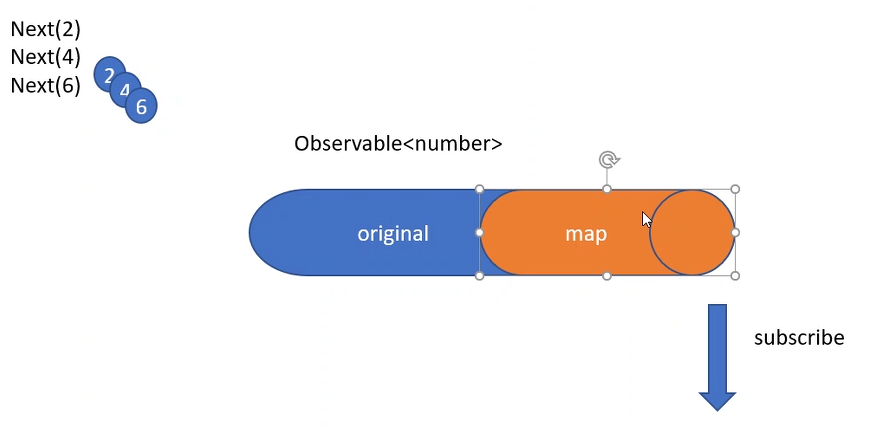 Next(2)
Next(4)
Next(6)
2
4
6
Observable<number>
original
map
subscribe